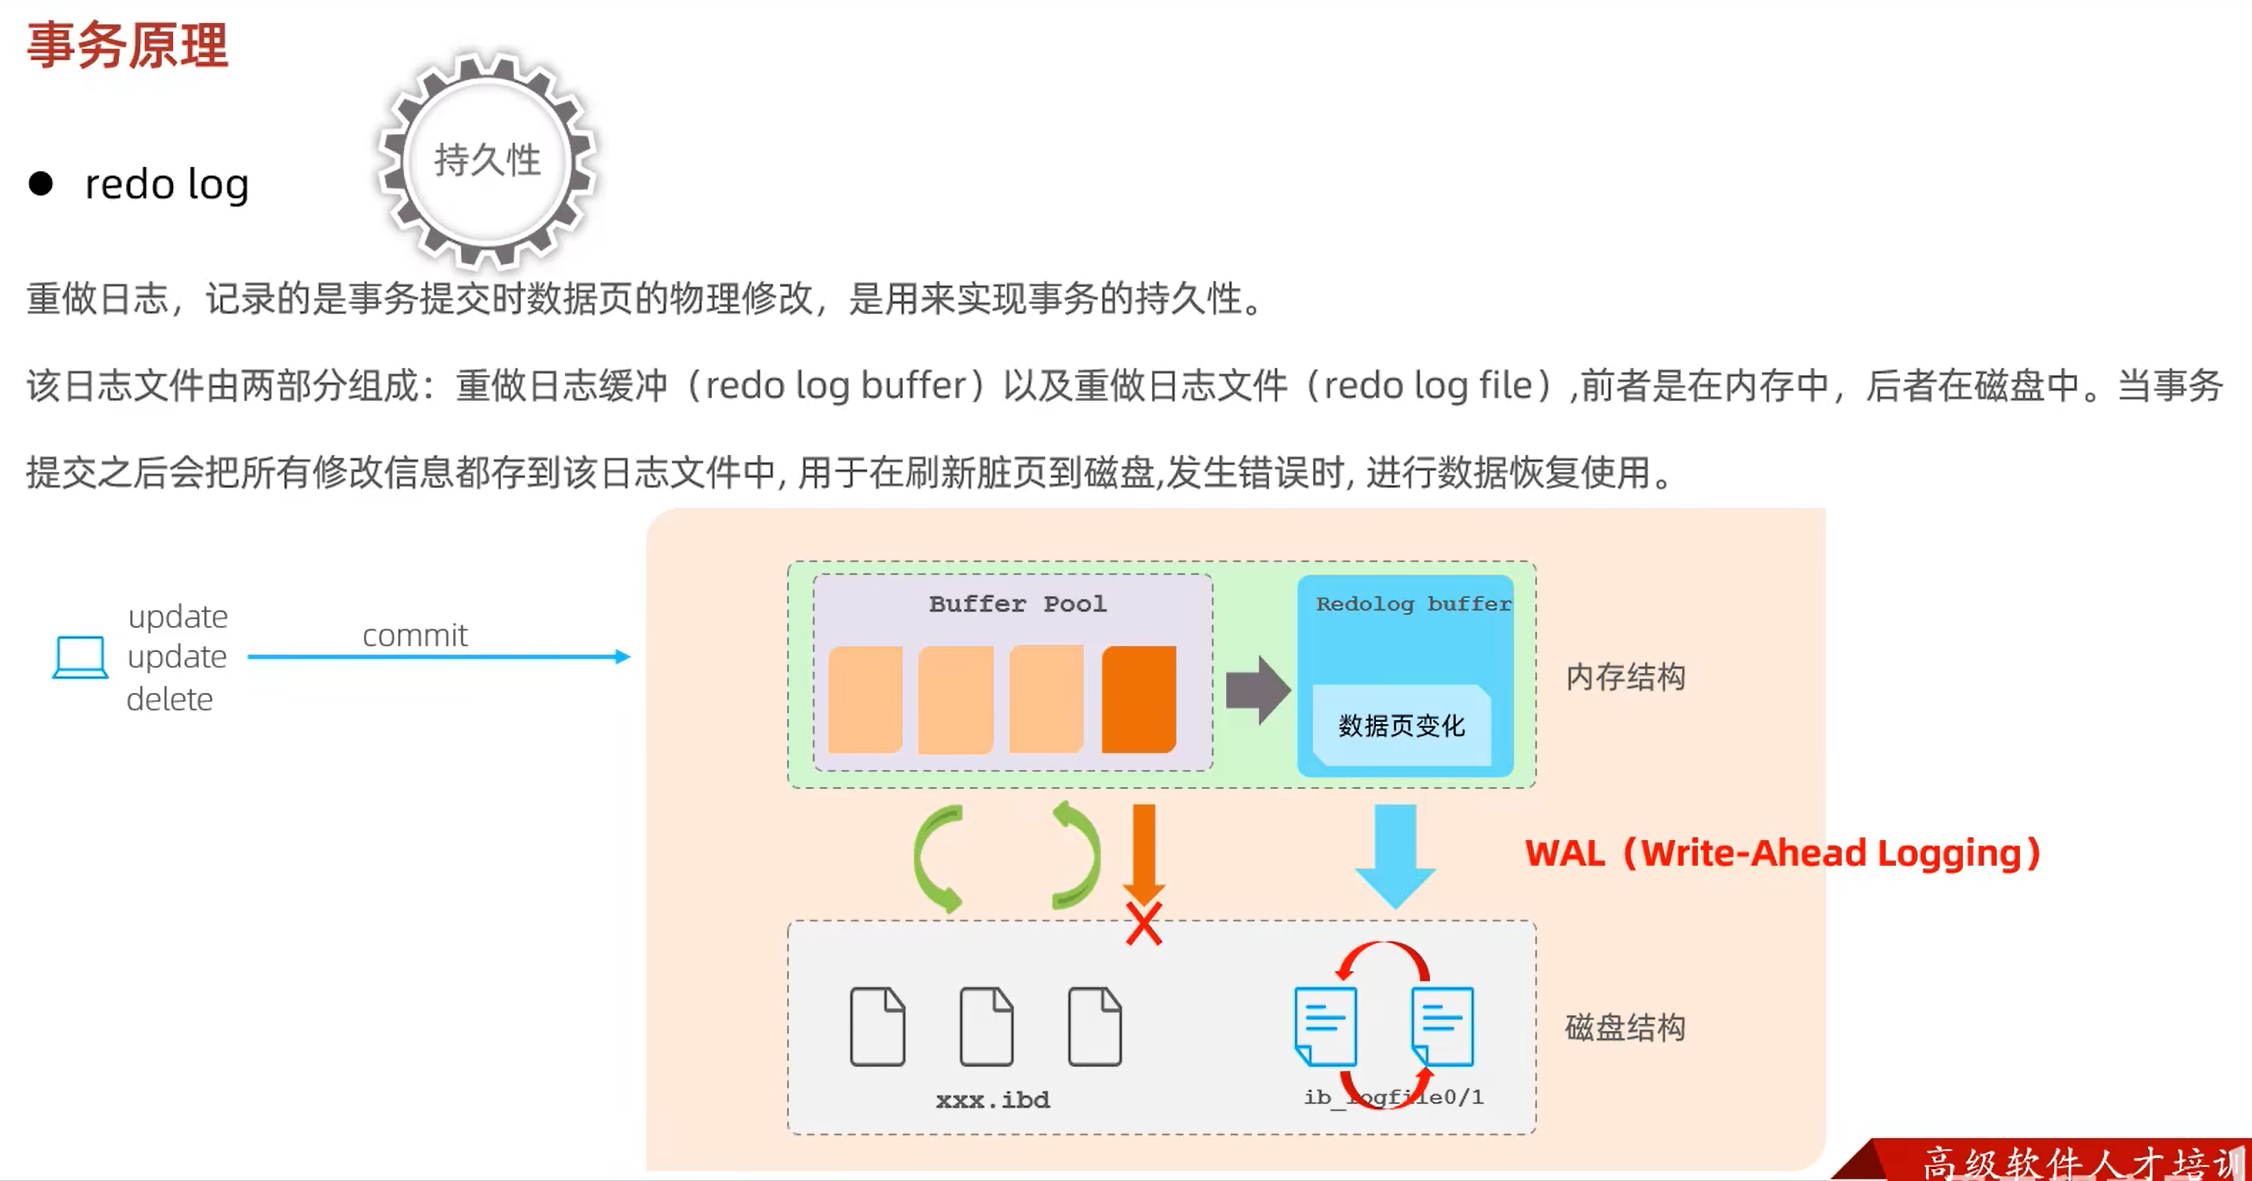 事务原理
持久性
● redo log
重做日志，记录的是事务提交时数据页的物理修改，是用来实现事务的持久性。
该日志文件由两部分组成：重做日志缓冲（redo log buffer）以及重做日志文件（redo log file）,前者是在内存中，后者在磁盘中。当事务
提交之后会把所有修改信息都存到该日志文件中, 用于在刷新脏页到磁盘,发生错误时, 进行数据恢复使用。
update
update
delete
commit
Buffer Pool
Redolog buffer
数据页变化
内存结构
WAL（Write-Ahead Logging）
xxx.ibd
ib_logfile0/1
磁盘结构
高级软件人才培训